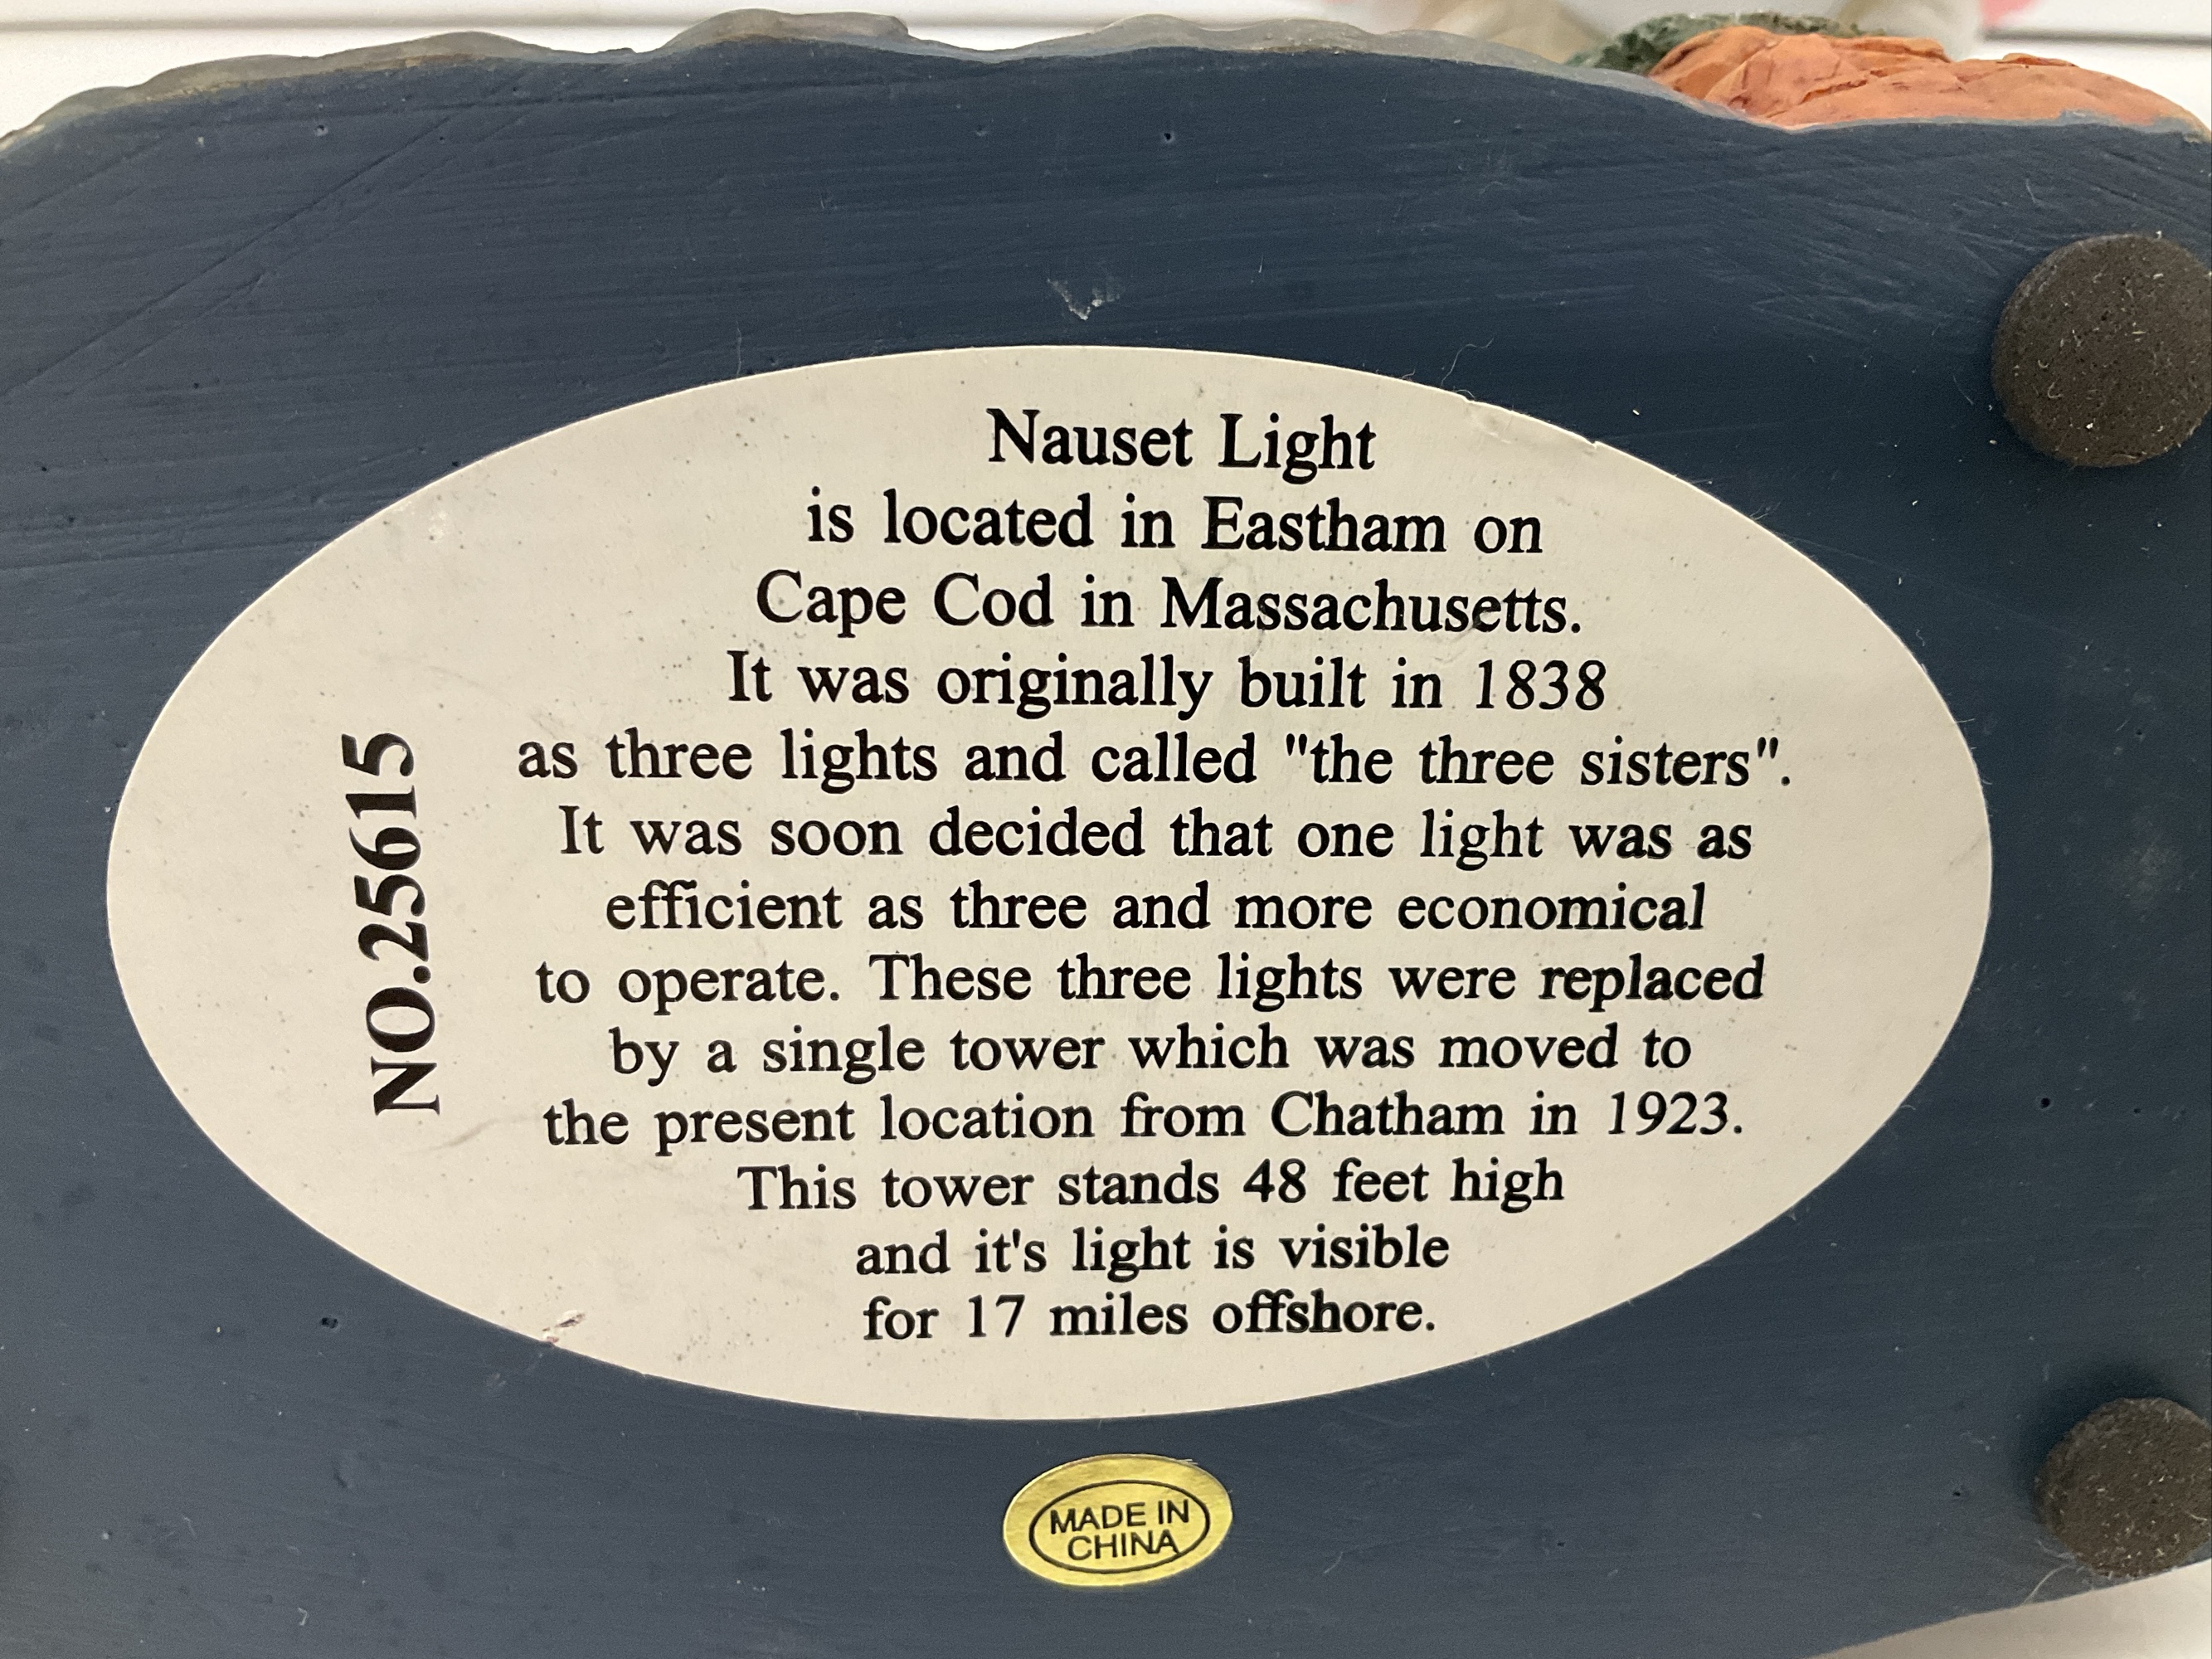 Nauset Light
is located in Eastham on
Cape Cod in Massachusetts.
It was originally built in 1838
as three lights and called "the three sisters".
It was soon decided that one light was as
efficient as three and more economical
to operate. These three lights were replaced
by a single tower which was moved to
the present location from Chatham in 1923.
This tower stands 48 feet high
and it's light is visible
for 17 miles offshore.
NO.25615
MADE IN
CHINA